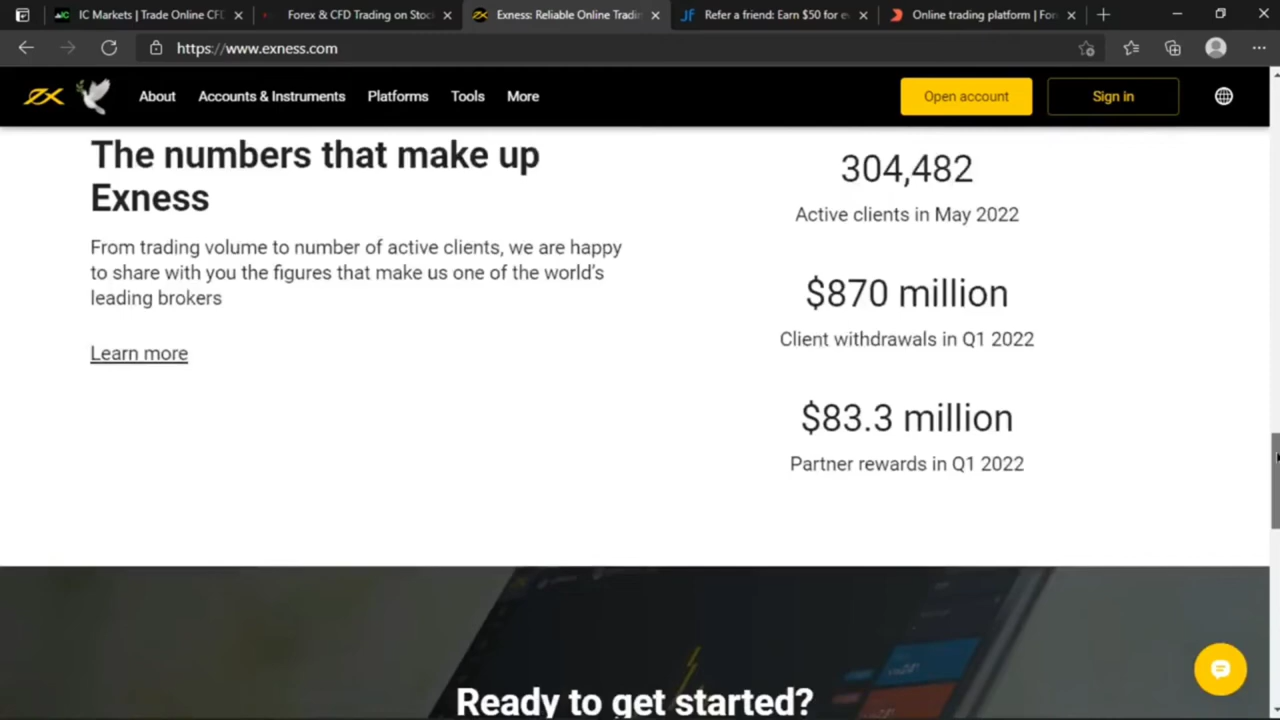 IC Markets | Trade Online CFD
Forex & CFD Trading on Stoc
Exness: Reliable Online Tradin
JF Refer a friend: Earn $50 for e
Online trading platform | For
https://www.exness.com
About
Accounts & Instruments
Platforms
Tools
More
Open account
Sign in
The numbers that make up
Exness
From trading volume to number of active clients, we are happy
to share with you the figures that make us one of the world's
leading brokers
Learn more
304,482
Active clients in May 2022
$870 million
Client withdrawals in Q1 2022
$83.3 million
Partner rewards in Q1 2022
Ready to get started?